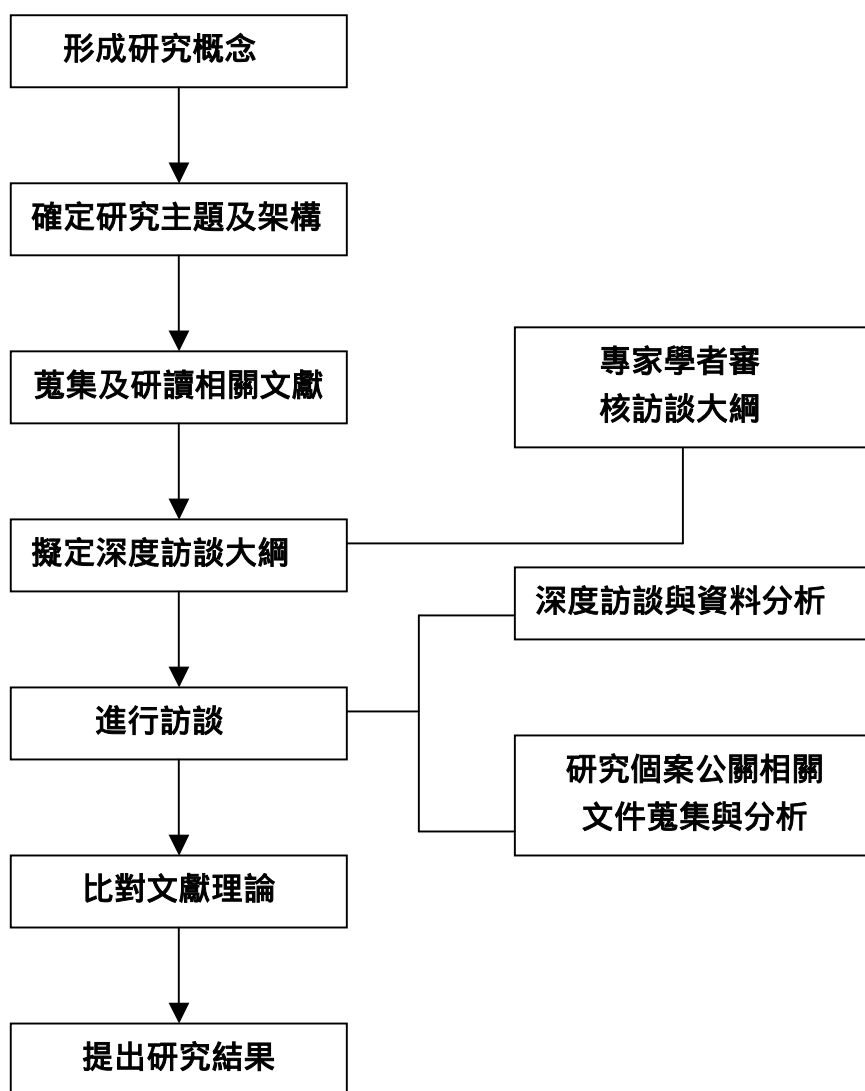 形成研究概念
確定研究主題及架構
蒐集及研讀相關文獻
專家學者審
核訪談大綱
擬定深度訪談大綱
深度訪談與資料分析
進行訪談
研究個案公關相關
文件蒐集與分析
比對文獻理論
提出研究結果